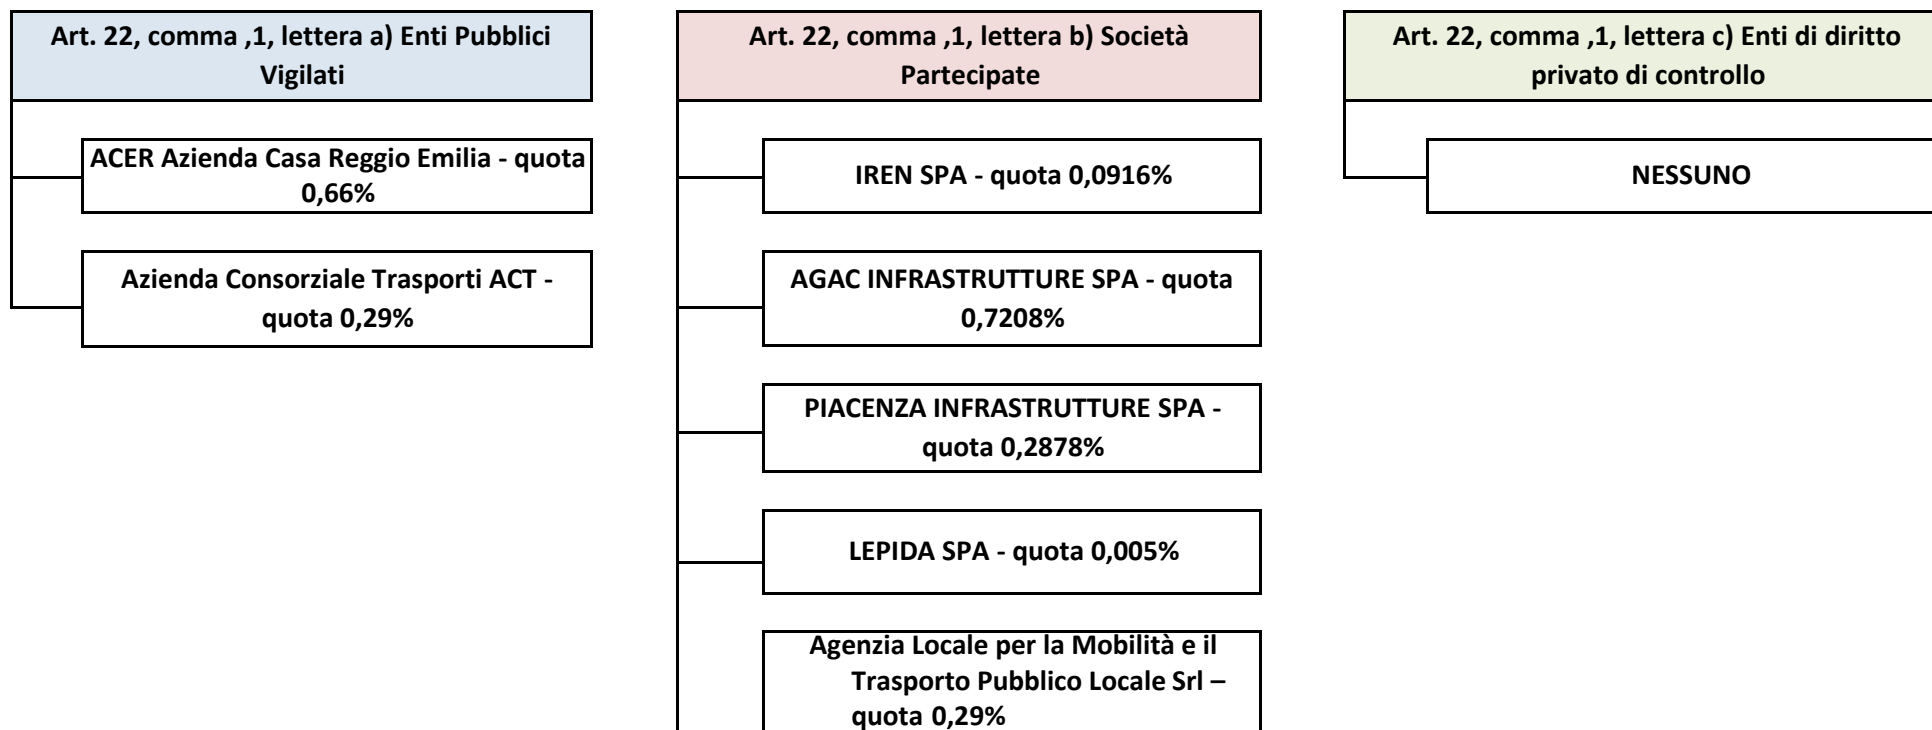 Art. 22, comma ,1, lettera a) Enti Pubblici
Vigilati
ACER Azienda Casa Reggio Emilia - quota
0,66%
Azienda Consorziale Trasporti ACT -
quota 0,29%
Art. 22, comma ,1, lettera b) Società
Partecipate
IREN SPA - quota 0,0916%
AGAC INFRASTRUTTURE SPA - quota
0,7208%
PIACENZA INFRASTRUTTURE SPA -
quota 0,2878%
LEPIDA SPA - quota 0,005%
Agenzia Locale per la Mobilità e il
Trasporto Pubblico Locale Srl –
quota 0,29%
Art. 22, comma ,1, lettera c) Enti di diritto
privato di controllo
NESSUNO